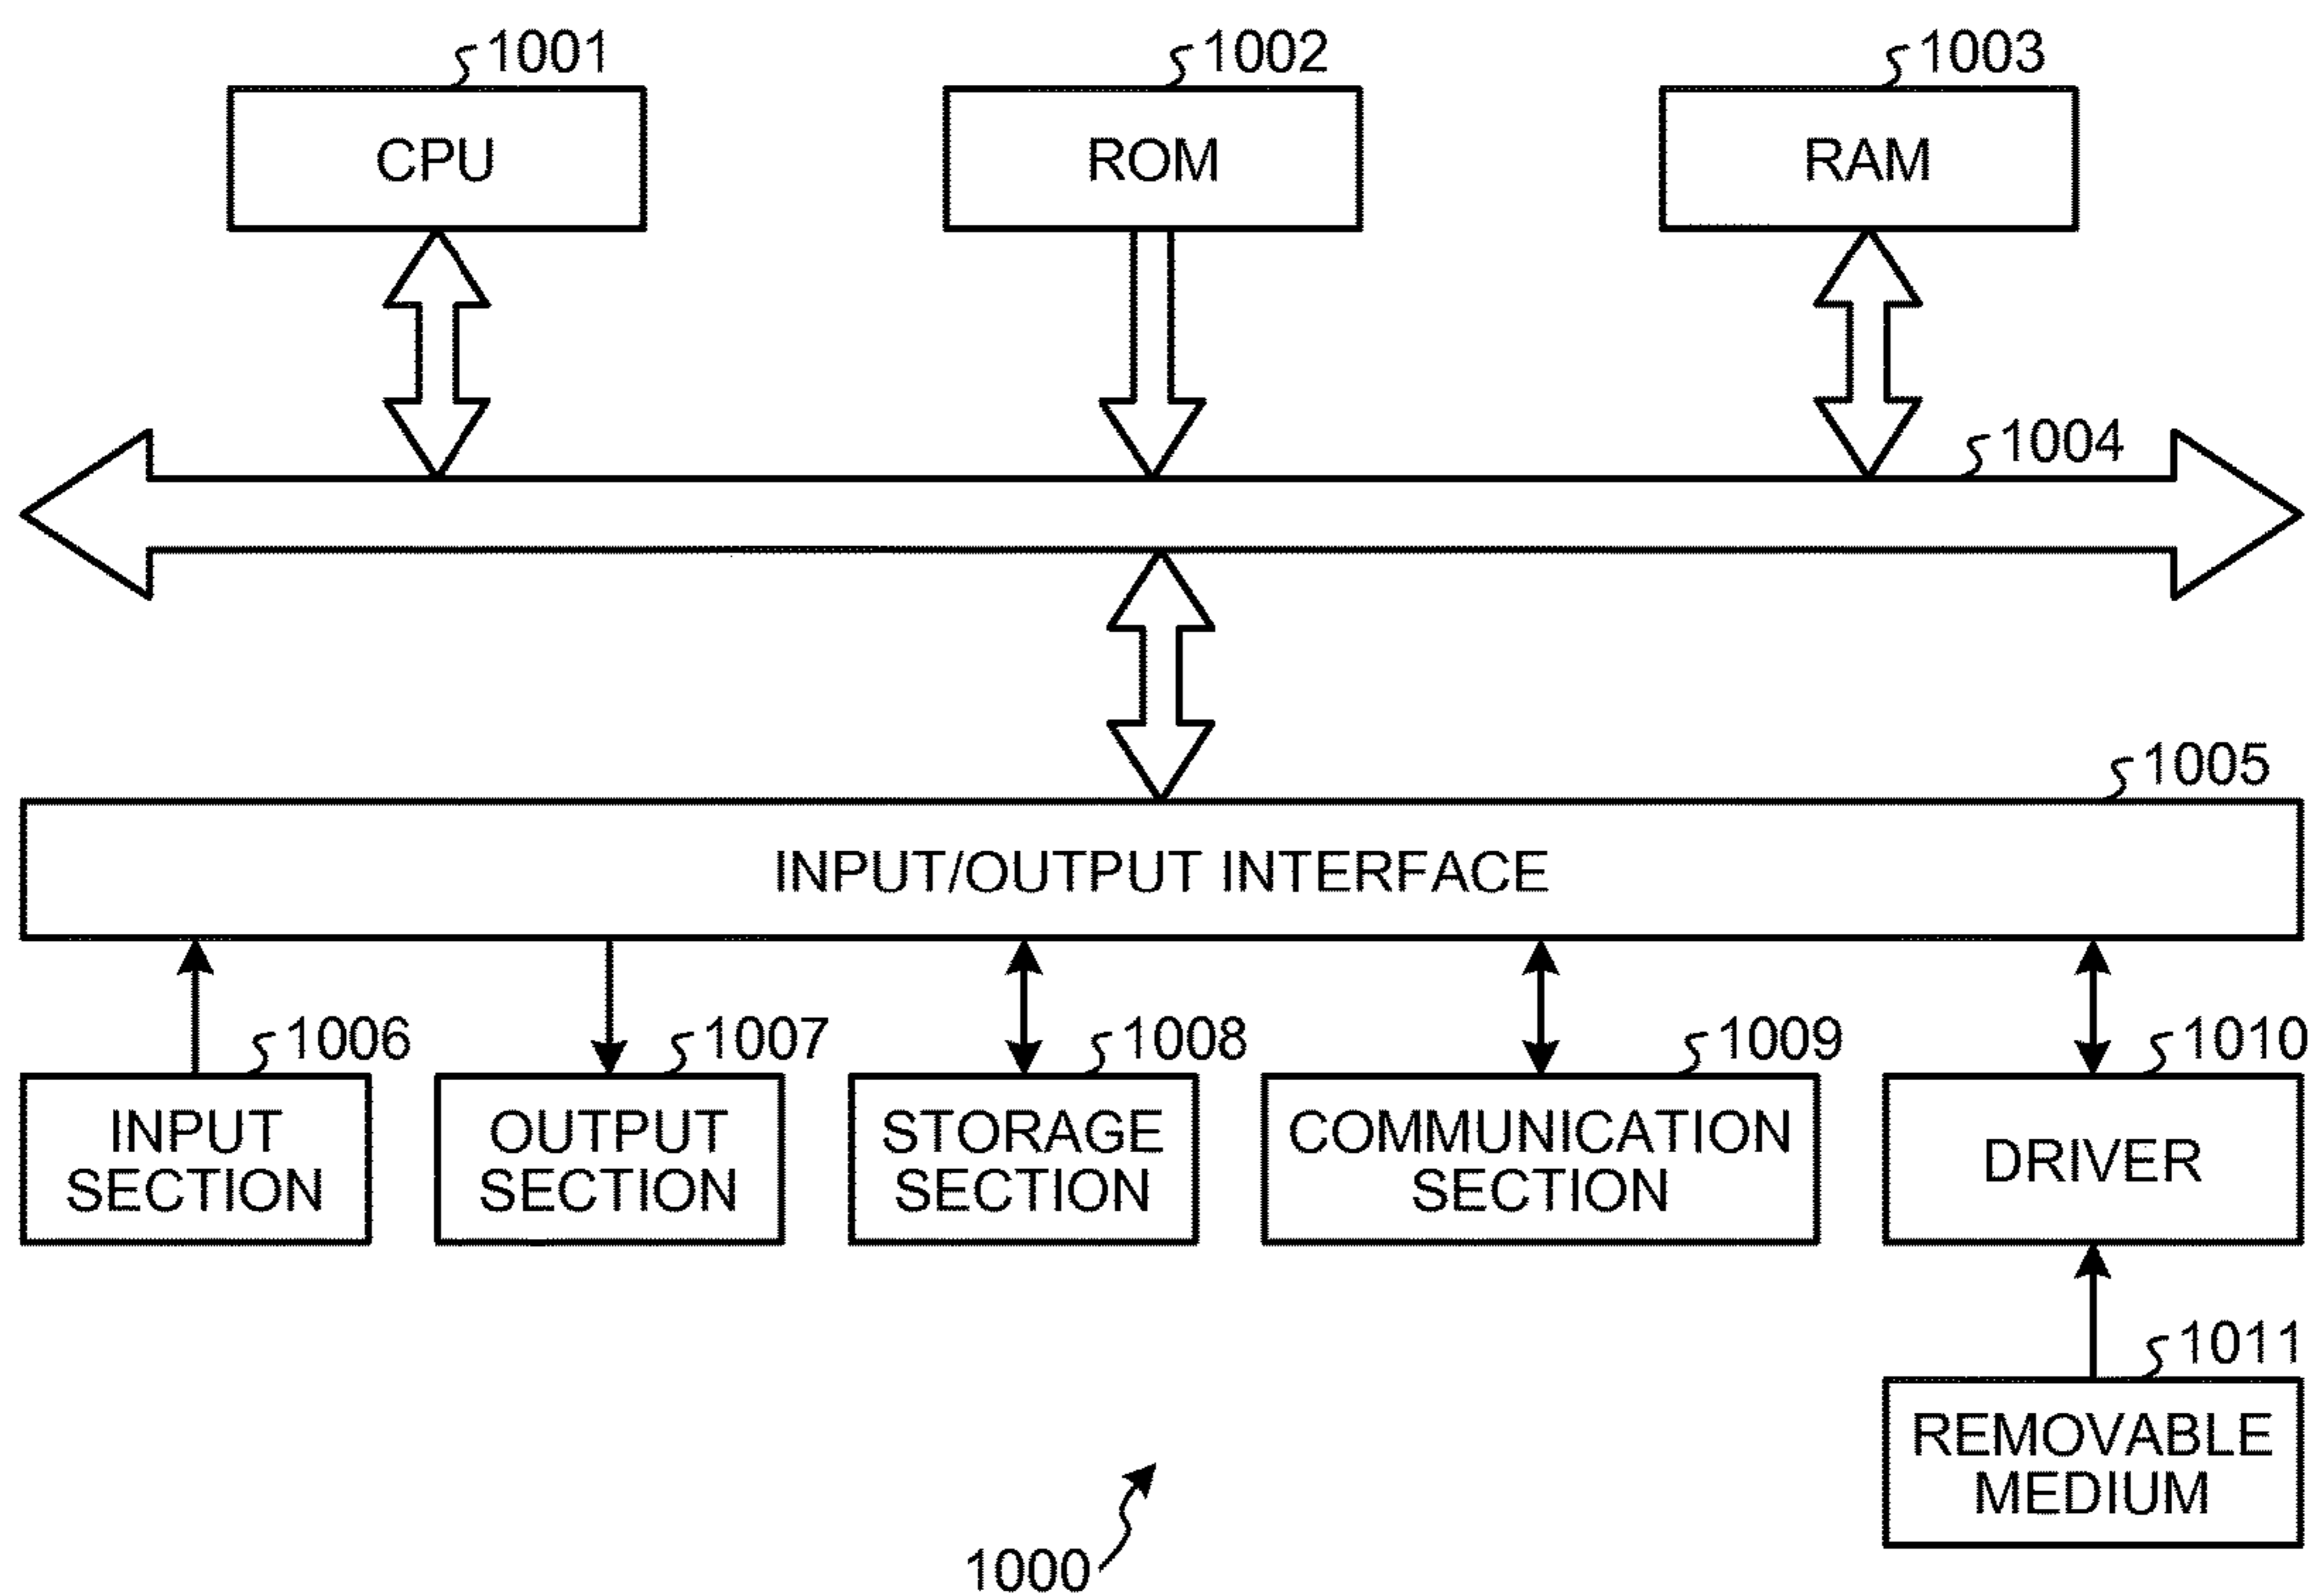 1001
1002
1003
CPU
ROM
RAM
1004
1005
INPUT/OUTPUT INTERFACE
1006
1007
1008
1009
1010
INPUT
SECTION
OUTPUT
SECTION
STORAGE
SECTION
COMMUNICATION
SECTION
DRIVER
1011
REMOVABLE
MEDIUM
1000